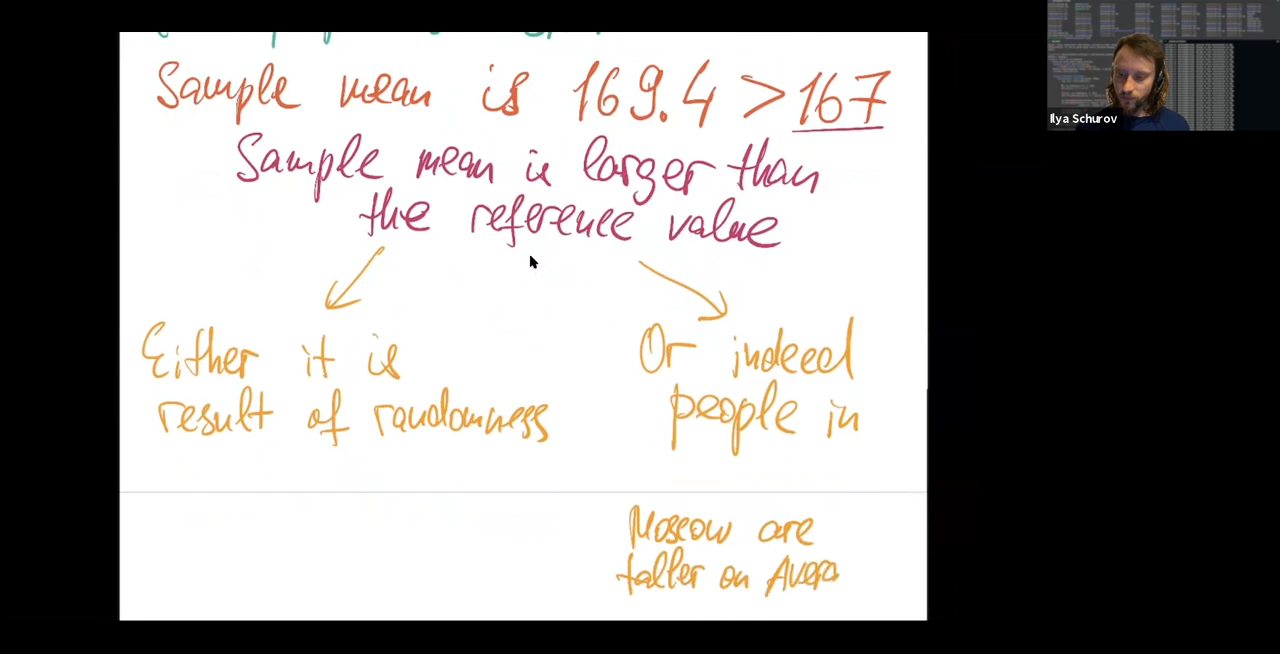 Sample mean is 169.4 > 167
Sample mean is larger than
the reference value
Either it is
result of randomness
Or indeed
people in
Moscow are
taller on Avera
Ilya Schurov